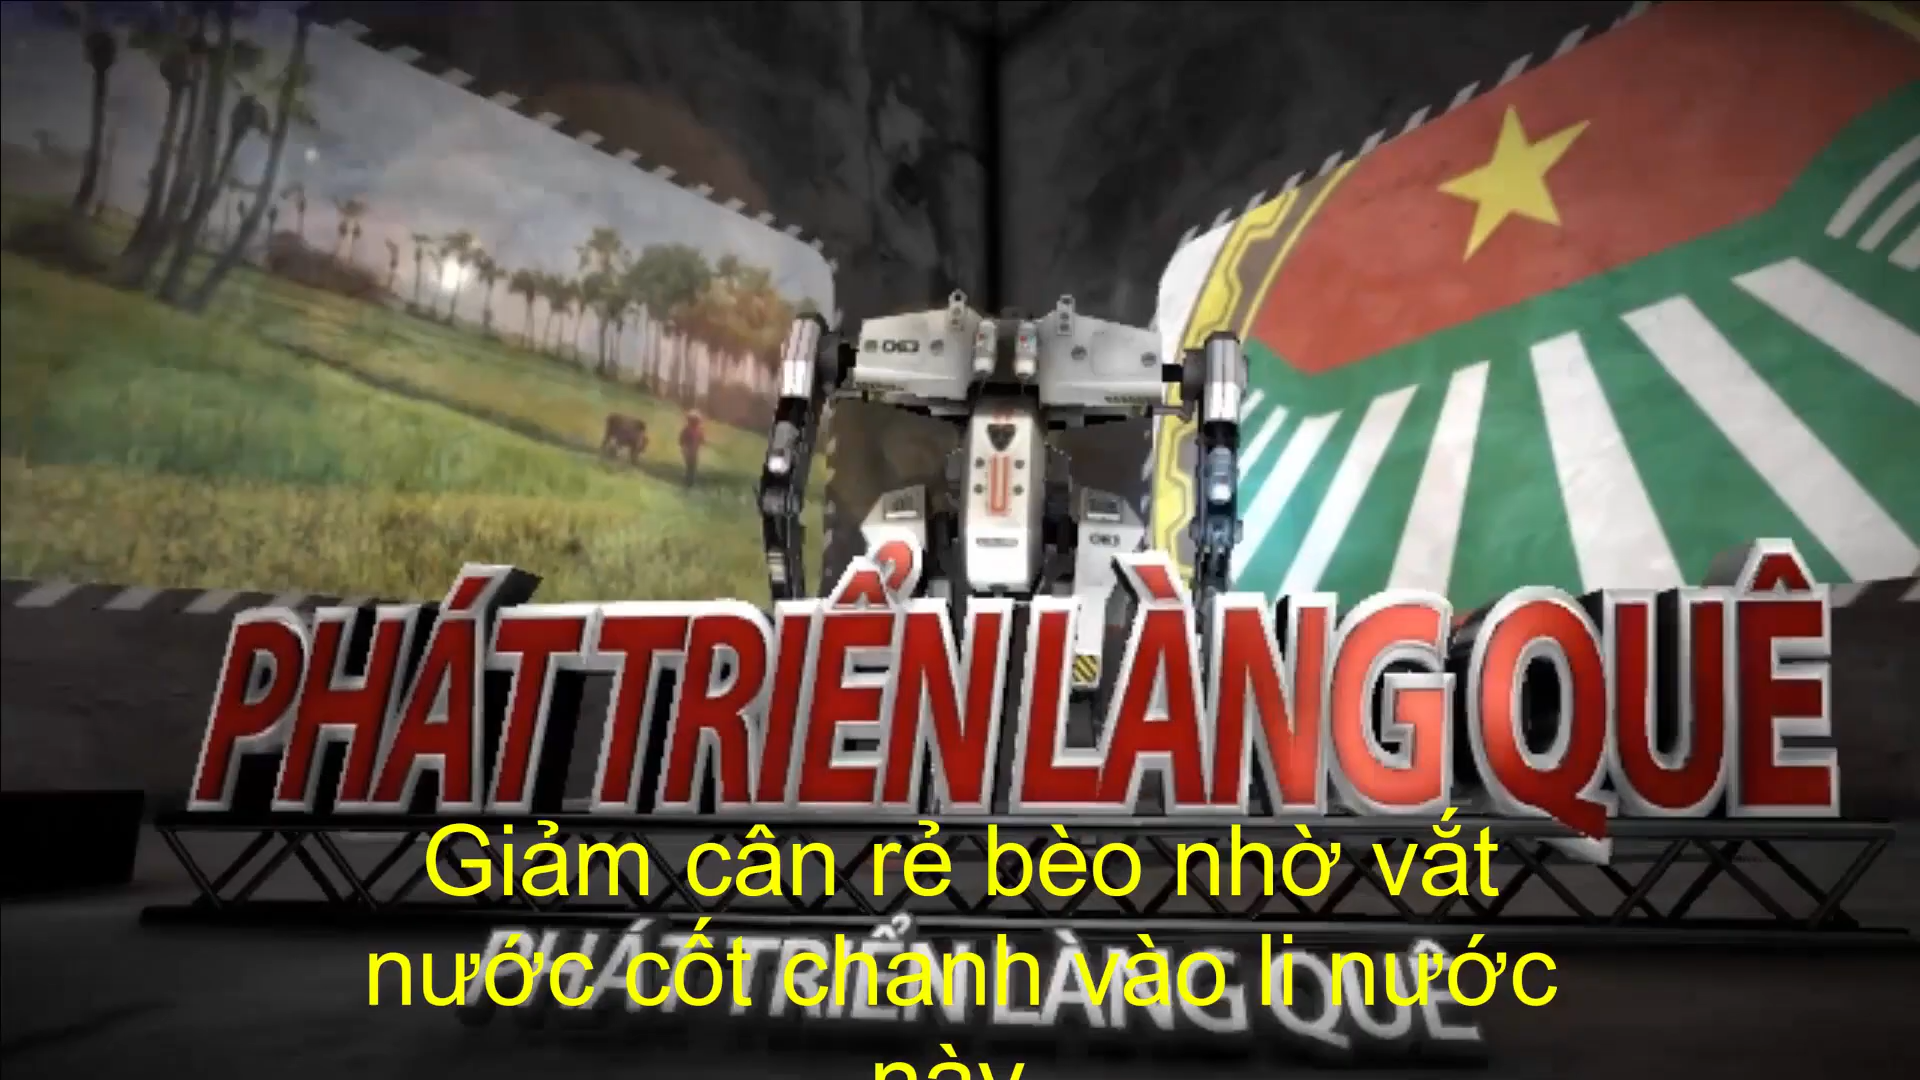 PHÁT TRIỂN LÀNG QUÊ
Giảm cân rẻ bèo nhờ vắt
nước cốt chanh vào li nước
này
PHÁT TRIỂN LÀNG QUÊ